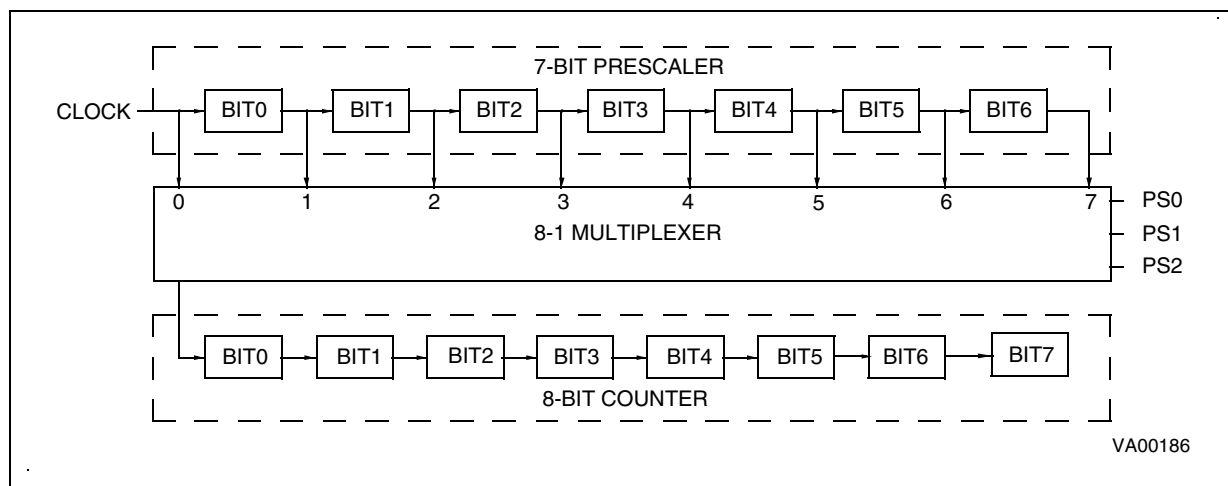 7-BIT PRESCALER
CLOCK BIT0 BIT1 BIT2 BIT3 BIT4 BIT5 BIT6
0 1 2 3 4 5 6 7 PS0
8-1 MULTIPLEXER PS1
PS2
BIT0 BIT1 BIT2 BIT3 BIT4 BIT5 BIT6 BIT7
8-BIT COUNTER
VA00186